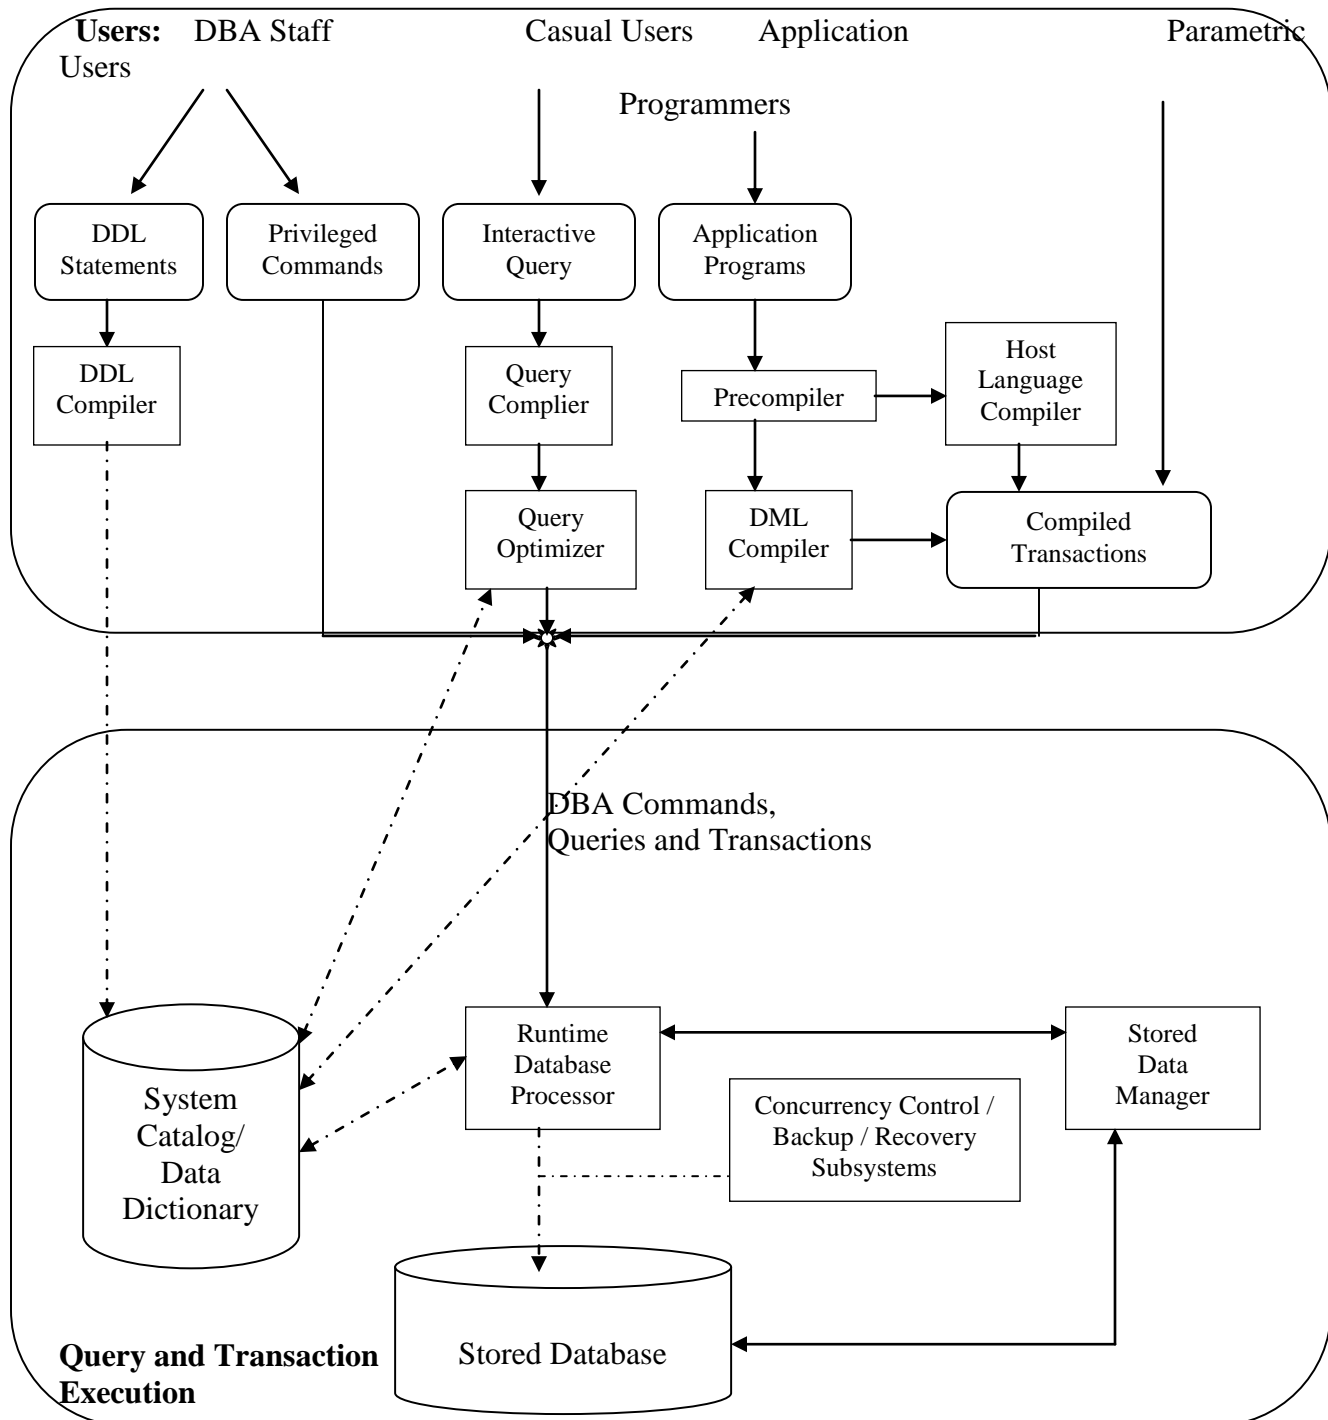 Users: DBA Staff Casual Users Application Parametric
Users
Programmers
DDL
Statements
Privileged
Commands
Interactive
Query
Application
Programs
DDL
Compiler
Query
Complier
Precompiler
Host
Language
Compiler
Query
Optimizer
DML
Compiler
Compiled
Transactions
DBA Commands,
Queries and Transactions
System
Catalog/
Data
Dictionary
Runtime
Database
Processor
Stored
Data
Manager
Concurrency Control /
Backup / Recovery
Subsystems
Stored Database
Query and Transaction
Execution